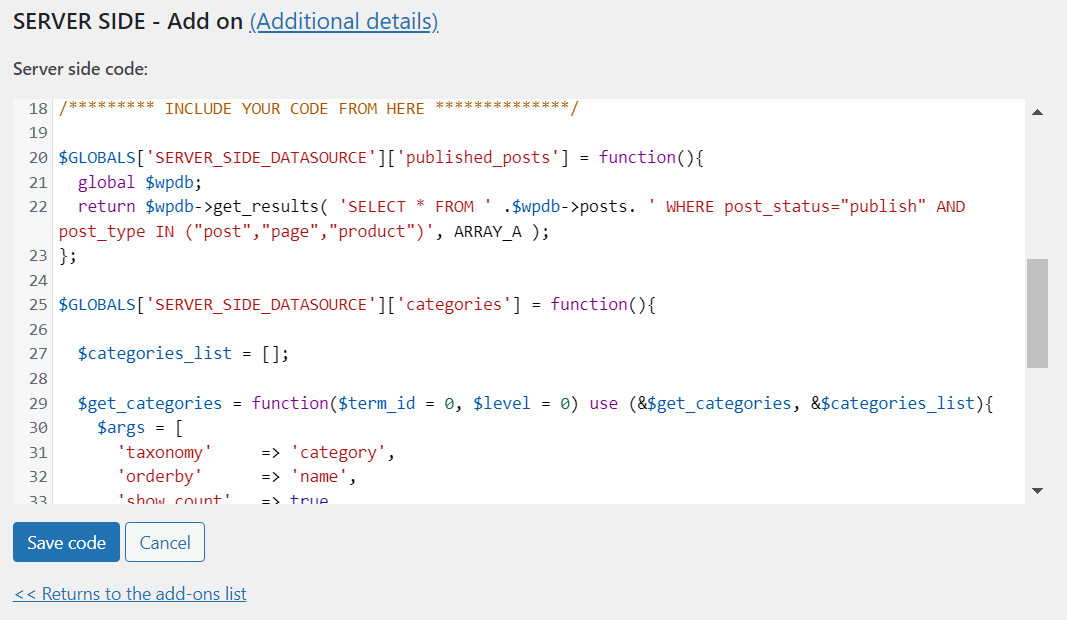 SERVER SIDE - Add on (Additional details)
Server side code:
18 /********* INCLUDE YOUR CODE FROM HERE **************/
19
20 $GLOBALS['SERVER_SIDE_DATASOURCE']['published_posts'] = function(){
21 global $wpdb;
22 return $wpdb->get_results( 'SELECT * FROM ' .$wpdb->posts. ' WHERE post_status="publish" AND
post_type IN ("post","page","product")', ARRAY_A );
23 };
24
25 $GLOBALS['SERVER_SIDE_DATASOURCE']['categories'] = function(){
26
27 $categories_list = [];
28
29 $get_categories = function($term_id = 0, $level = 0) use (&$get_categories, &$categories_list){
30 $args = [
31 'taxonomy' => 'category',
32 'orderby' => 'name',
33 'show_count' => true
Save code
Cancel
<< Returns to the add-ons list